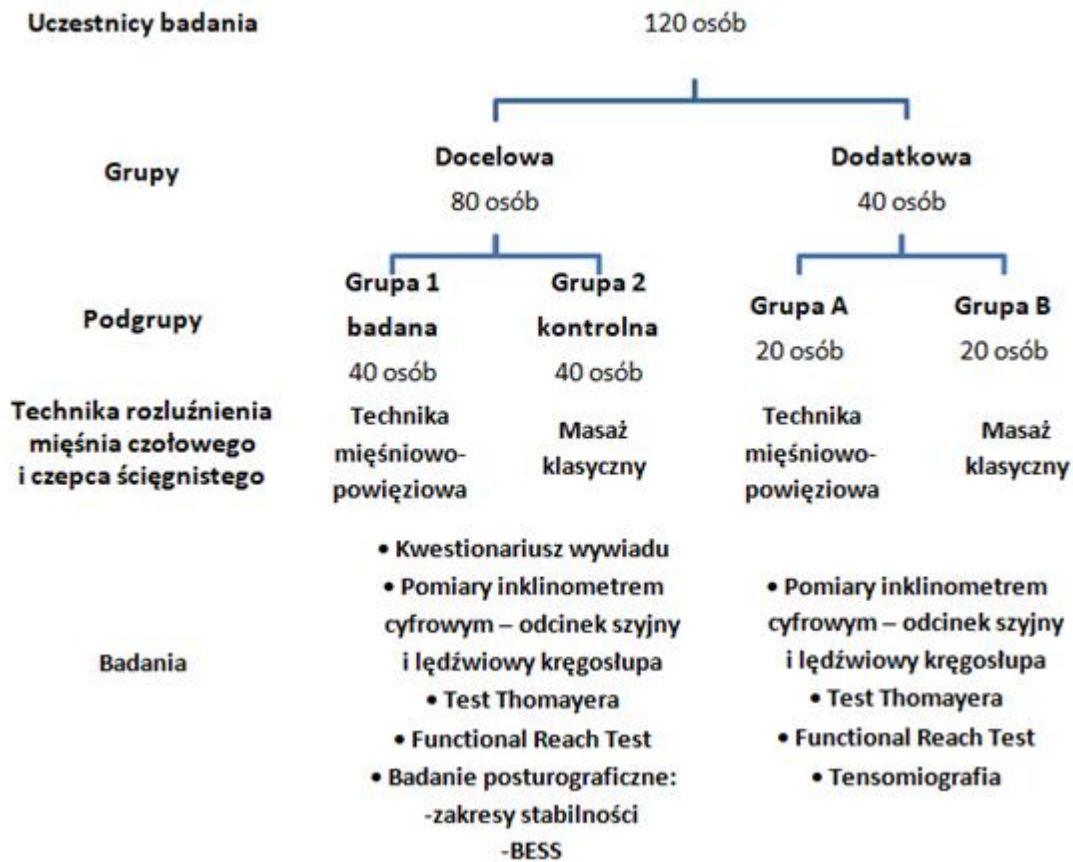 Uczestnicy badania
120 osób
Grupy
Docelowa
80 osób
Dodatkowa
40 osób
Podgrupy
Grupa 1
badana
40 osób
Grupa 2
kontrolna
40 osób
Grupa A
20 osób
Grupa B
20 osób
Technika rozluźnienia
mięśnia czołowego
i czepca ścięgnistego
Technika
mięśniowo-
powięziowa
Masaż
klasyczny
Technika
mięśniowo-
powięziowa
Masaż
klasyczny
Badania
• Kwestionariusz wywiadu
• Pomiary inklinometrem
cyfrowym – odcinek szyjny
i lędźwiowy kręgosłupa
• Test Thomayera
• Functional Reach Test
• Badanie posturograficzne:
-zakresy stabilności
-BESS
• Pomiary inklinometrem
cyfrowym – odcinek szyjny
i lędźwiowy kręgosłupa
• Test Thomayera
• Functional Reach Test
• Tensomiografia